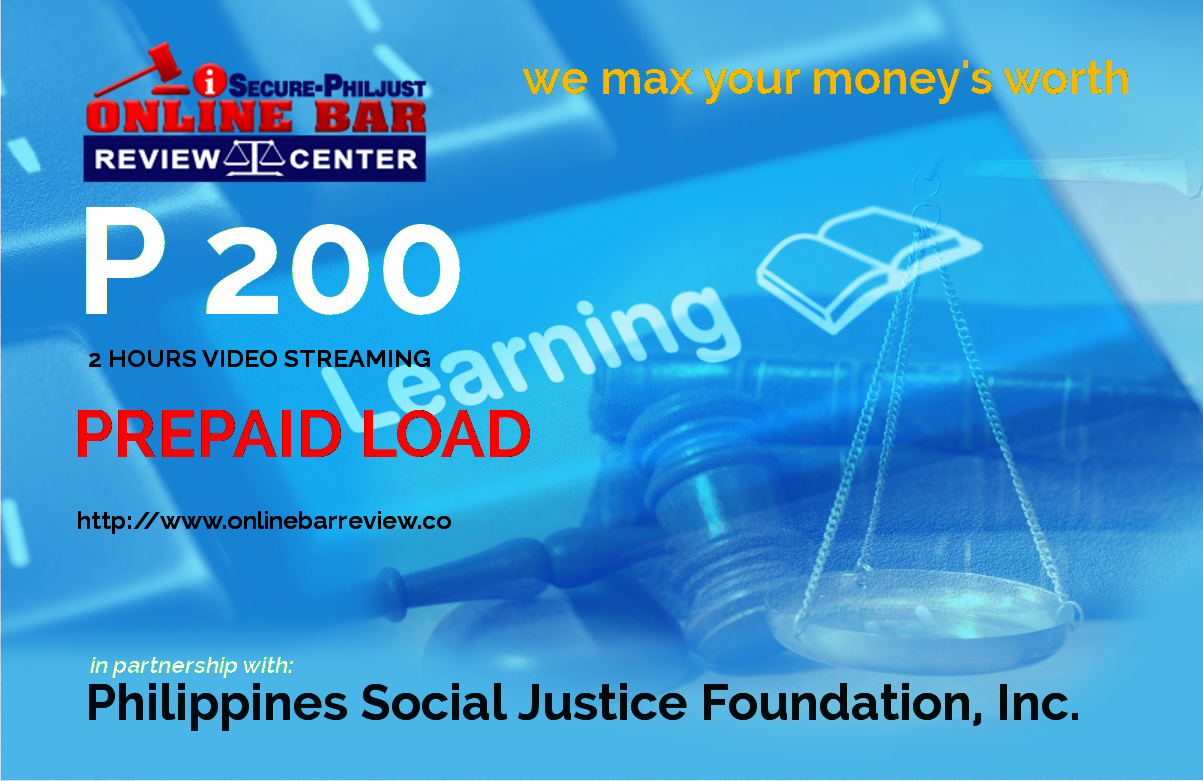 i SECURE-PHILJUST
ONLINE BAR
REVIEW CENTER
we max your money's worth
P 200
2 HOURS VIDEO STREAMING
Learning
PREPAID LOAD
http://www.onlinebarreview.co
in partnership with:
Philippines Social Justice Foundation, Inc.